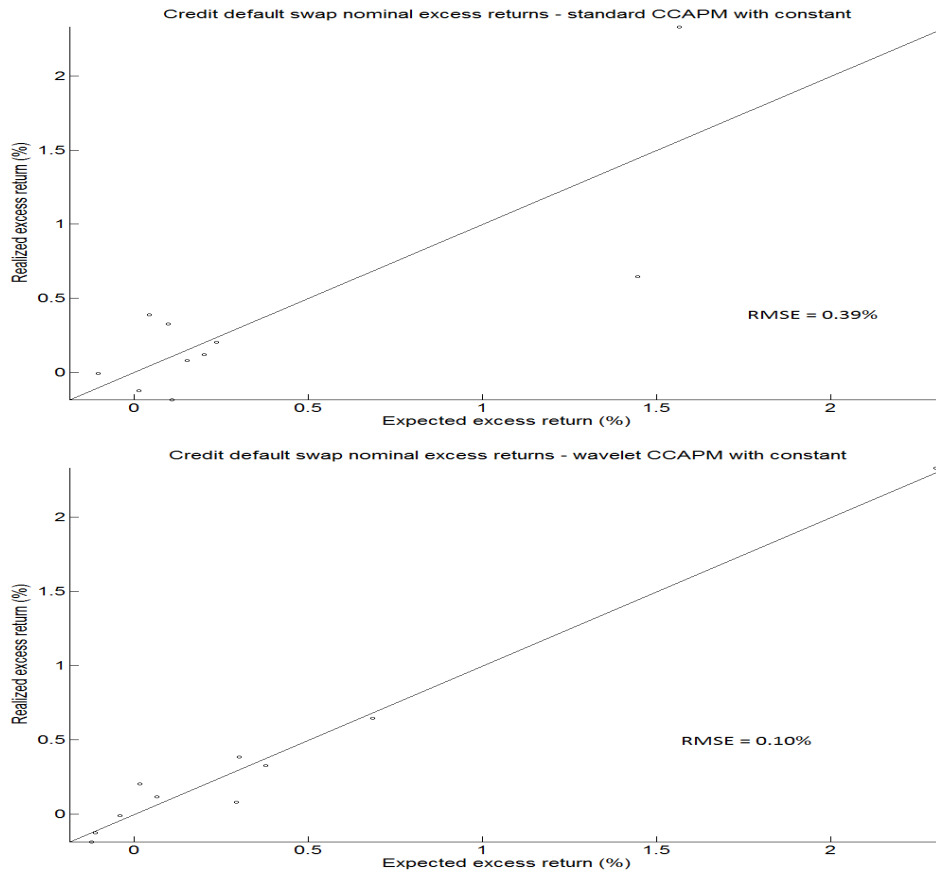 Credit default swap nominal excess returns - standard CCAPM with constant
Realized excess return (%)
2
1.5
1
0.5
0
RMSE = 0.39%
0 0.5 1 1.5 2
Expected excess return (%)
Credit default swap nominal excess returns - wavelet CCAPM with constant
Realized excess return (%)
2
1.5
1
0.5
0
RMSE = 0.10%
0 0.5 1 1.5 2
Expected excess return (%)